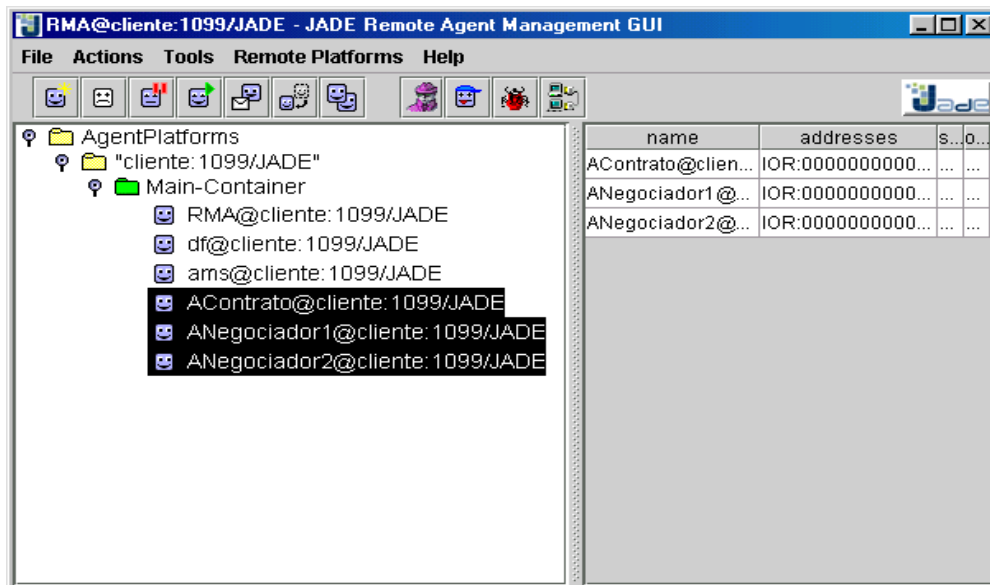 RMA@cliente:1099/JADE - JADE Remote Agent Management GUI
File Actions Tools Remote Platforms Help
Jade
AgentPlatforms
"cliente:1099/JADE"
Main-Container
RMA@cliente:1099/JADE
df@cliente:1099/JADE
ams@cliente:1099/JADE
AContrato@cliente:1099/JADE
ANegociador1@cliente:1099/JADE
ANegociador2@cliente:1099/JADE
name addresses s... o...
AContrato@clien... IOR:0000000000... ... ...
ANegociador1@... IOR:0000000000... ... ...
ANegociador2@... IOR:0000000000... ... ...